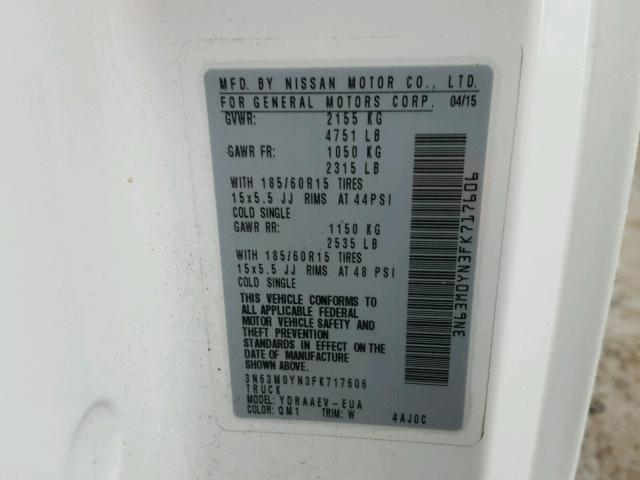 MFD. BY NISSAN MOTOR CO., LTD.
FOR GENERAL MOTORS CORP. 04/15
GVWR: 2155 KG
4751 LB
GAWR FR: 1050 KG
2315 LB
WITH 185/60R15 TIRES
15x5.5 JJ RIMS AT 44PSI
COLD SINGLE
GAWR RR: 1150 KG
2535 LB
WITH 185/60R15 TIRES
15x5.5 JJ RIMS AT 48 PSI
COLD SINGLE
THIS VEHICLE CONFORMS TO
ALL APPLICABLE FEDERAL
MOTOR VEHICLE SAFETY AND
THEFT PREVENTION
STANDARDS IN EFFECT ON THE
DATE OF MANUFACTURE
SHOWN ABOVE.
3N63M0YN3FK717606
TRUCK
MODEL: YDRAAEV-EUA
COLOR: QM1 TRIM: W 4AJ0C
3N63M0YN3FK717606